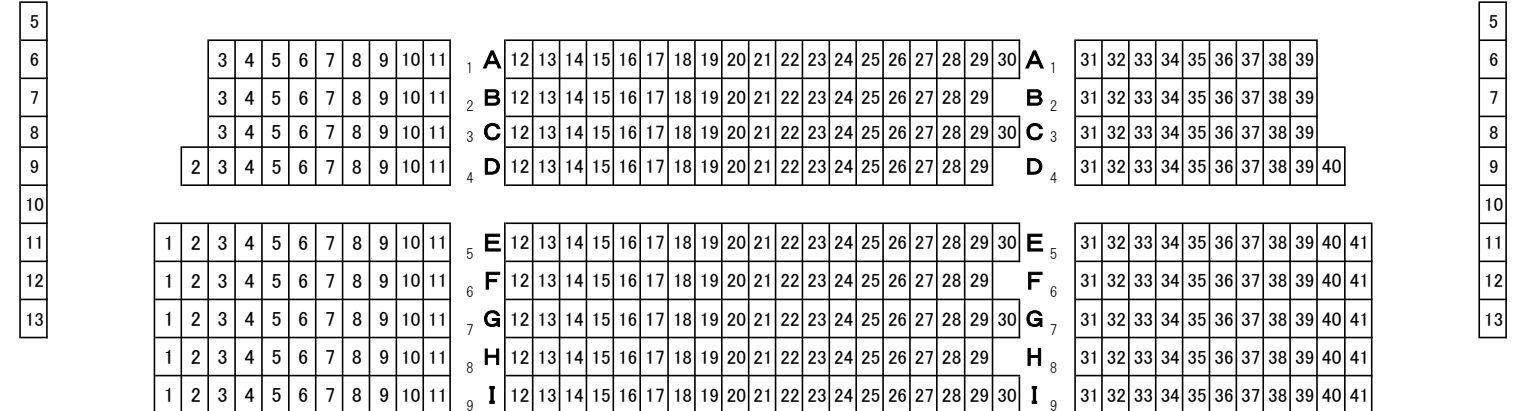 5 5
6 3 4 5 6 7 8 9 10 11 1 A 12 13 14 15 16 17 18 19 20 21 22 23 24 25 26 27 28 29 30 A 1 31 32 33 34 35 36 37 38 39 6
7 3 4 5 6 7 8 9 10 11 2 B 12 13 14 15 16 17 18 19 20 21 22 23 24 25 26 27 28 29 B 2 31 32 33 34 35 36 37 38 39 7
8 3 4 5 6 7 8 9 10 11 3 C 12 13 14 15 16 17 18 19 20 21 22 23 24 25 26 27 28 29 30 C 3 31 32 33 34 35 36 37 38 39 8
9 2 3 4 5 6 7 8 9 10 11 4 D 12 13 14 15 16 17 18 19 20 21 22 23 24 25 26 27 28 29 D 4 31 32 33 34 35 36 37 38 39 40 9
10 10
11 1 2 3 4 5 6 7 8 9 10 11 5 E 12 13 14 15 16 17 18 19 20 21 22 23 24 25 26 27 28 29 30 E 5 31 32 33 34 35 36 37 38 39 40 41 11
12 1 2 3 4 5 6 7 8 9 10 11 6 F 12 13 14 15 16 17 18 19 20 21 22 23 24 25 26 27 28 29 F 6 31 32 33 34 35 36 37 38 39 40 41 12
13 1 2 3 4 5 6 7 8 9 10 11 7 G 12 13 14 15 16 17 18 19 20 21 22 23 24 25 26 27 28 29 30 G 7 31 32 33 34 35 36 37 38 39 40 41 13
1 2 3 4 5 6 7 8 9 10 11 8 H 12 13 14 15 16 17 18 19 20 21 22 23 24 25 26 27 28 29 H 8 31 32 33 34 35 36 37 38 39 40 41
1 2 3 4 5 6 7 8 9 10 11 9 I 12 13 14 15 16 17 18 19 20 21 22 23 24 25 26 27 28 29 30 I 9 31 32 33 34 35 36 37 38 39 40 41